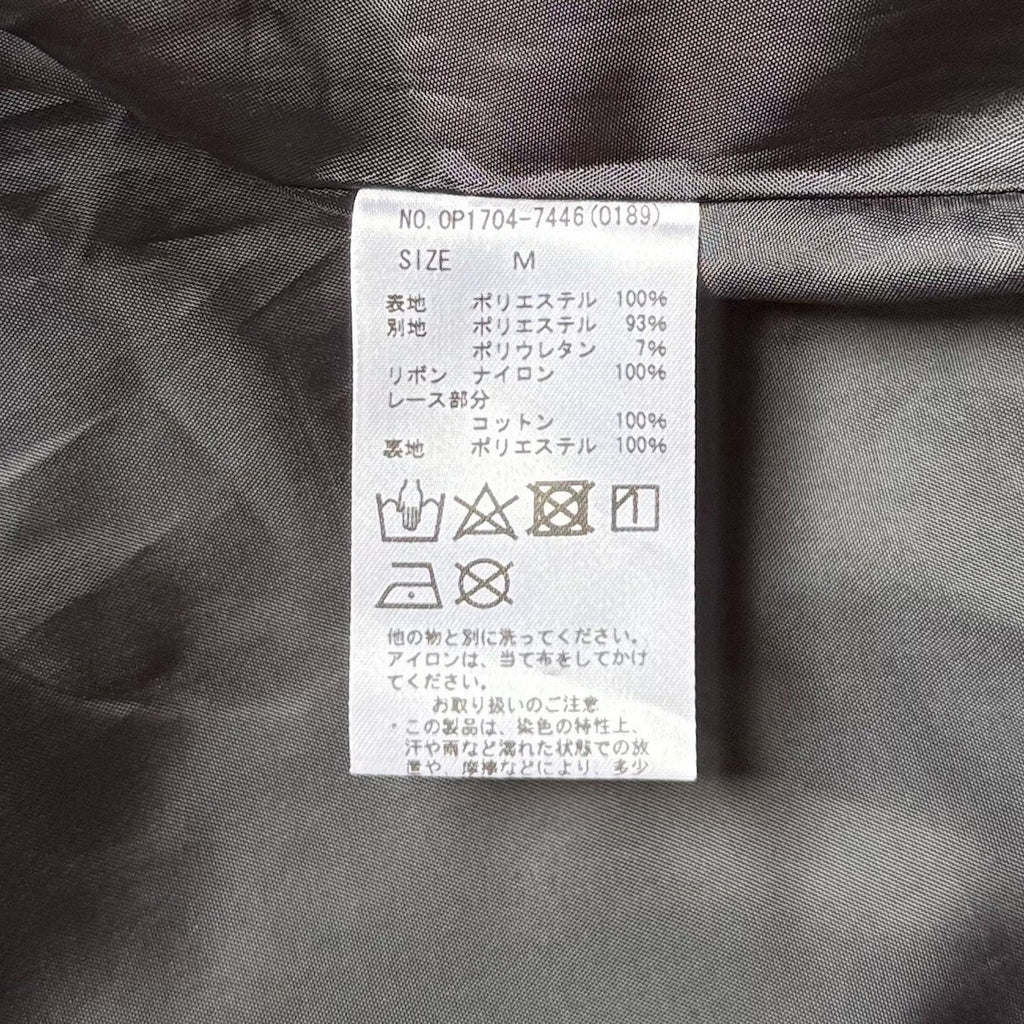 NO. OP1704-7446(0189)
SIZE M
表地 ポリエステル 100%
別地 ポリエステル 93%
ポリウレタン 7%
リボン ナイロン 100%
レース部分
コットン 100%
裏地 ポリエステル 100%
他の物と別に洗ってください。
アイロンは、当て布をしてかけ
てください。
お取り扱いのご注意
・この製品は、染色の特性上、
汗や雨など濡れた状態での放
置や、摩擦などにより、多少